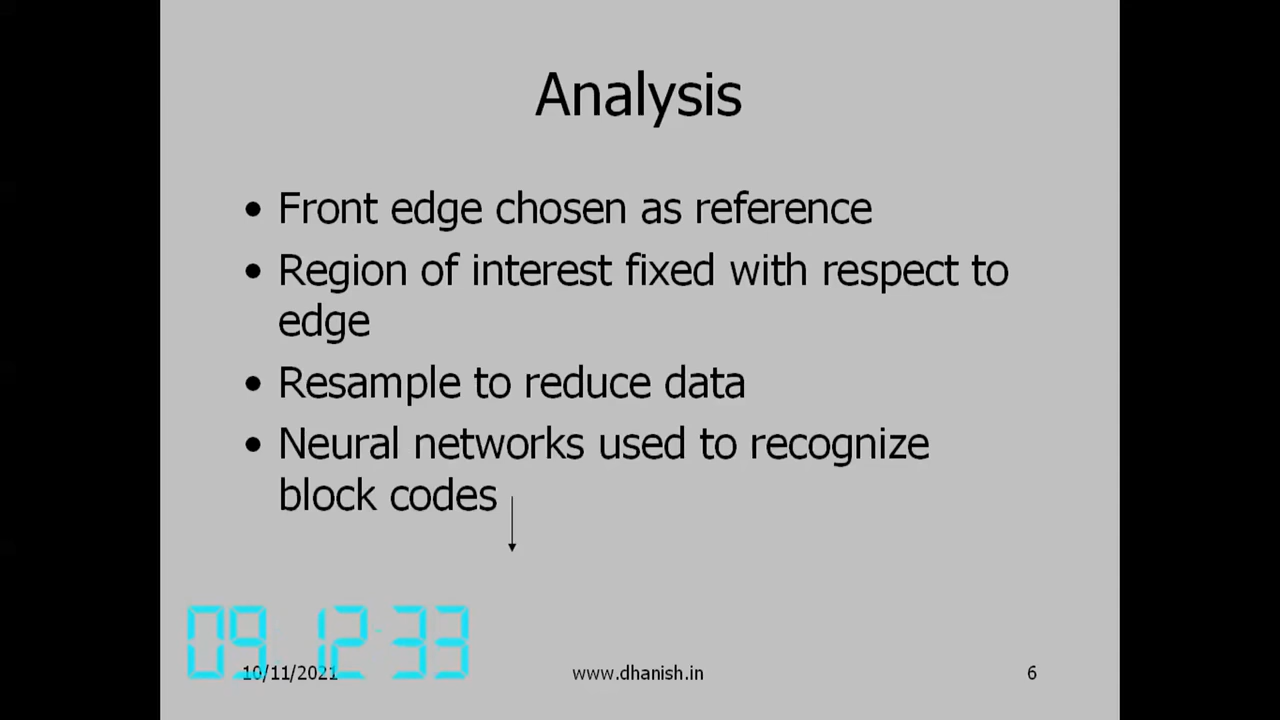 Analysis
• Front edge chosen as reference
• Region of interest fixed with respect to
edge
• Resample to reduce data
• Neural networks used to recognize
block codes
09:12:33
10/11/2021
www.dhanish.in
6